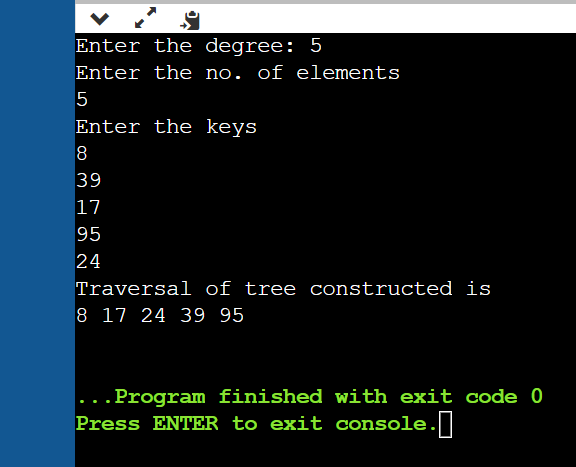 Enter the degree: 5
Enter the no. of elements
5
Enter the keys
8
39
17
95
24
Traversal of tree constructed is
8 17 24 39 95
...Program finished with exit code 0
Press ENTER to exit console.